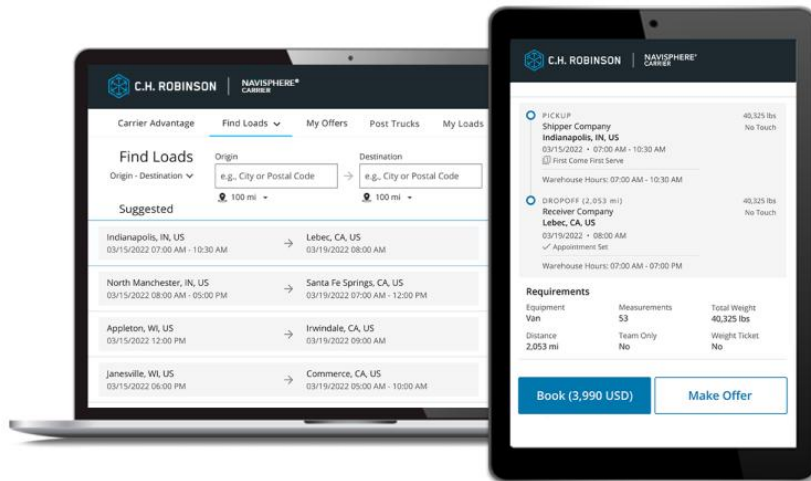 C.H. ROBINSON NAVISPHERE®
CARRIER
Carrier Advantage Find Loads My Offers Post Trucks My Loads
Find Loads
Origin - Destination
Origin
e.g., City or Postal Code
100 mi
→
Destination
e.g., City or Postal Code
100 mi
Suggested
Indianapolis, IN, US → Lebec, CA, US
03/15/2022 07:00 AM - 10:30 AM 03/19/2022 08:00 AM
North Manchester, IN, US → Santa Fe Springs, CA, US
03/15/2022 08:00 AM - 05:00 PM 03/19/2022 07:00 AM - 12:00 PM
Appleton, WI, US → Irwindale, CA, US
03/15/2022 12:00 PM 03/19/2022 09:00 AM
Janesville, WI, US → Commerce, CA, US
03/15/2022 06:00 PM 03/19/2022 05:00 AM - 10:00 AM
C.H. ROBINSON NAVISPHERE®
CARRIER
PICKUP 40,325 lbs
Shipper Company No Touch
Indianapolis, IN, US
03/15/2022 • 07:00 AM - 10:30 AM
First Come First Serve
Warehouse Hours: 07:00 AM - 10:30 AM
DROPOFF (2,053 mi) 40,325 lbs
Receiver Company No Touch
Lebec, CA, US
03/19/2022 • 08:00 AM
✓ Appointment Set
Warehouse Hours: 07:00 AM - 07:00 PM
Requirements
Equipment Measurements Total Weight
Van 53 40,325 lbs
Distance Team Only Weight Ticket
2,053 mi No No
Book (3,990 USD) Make Offer